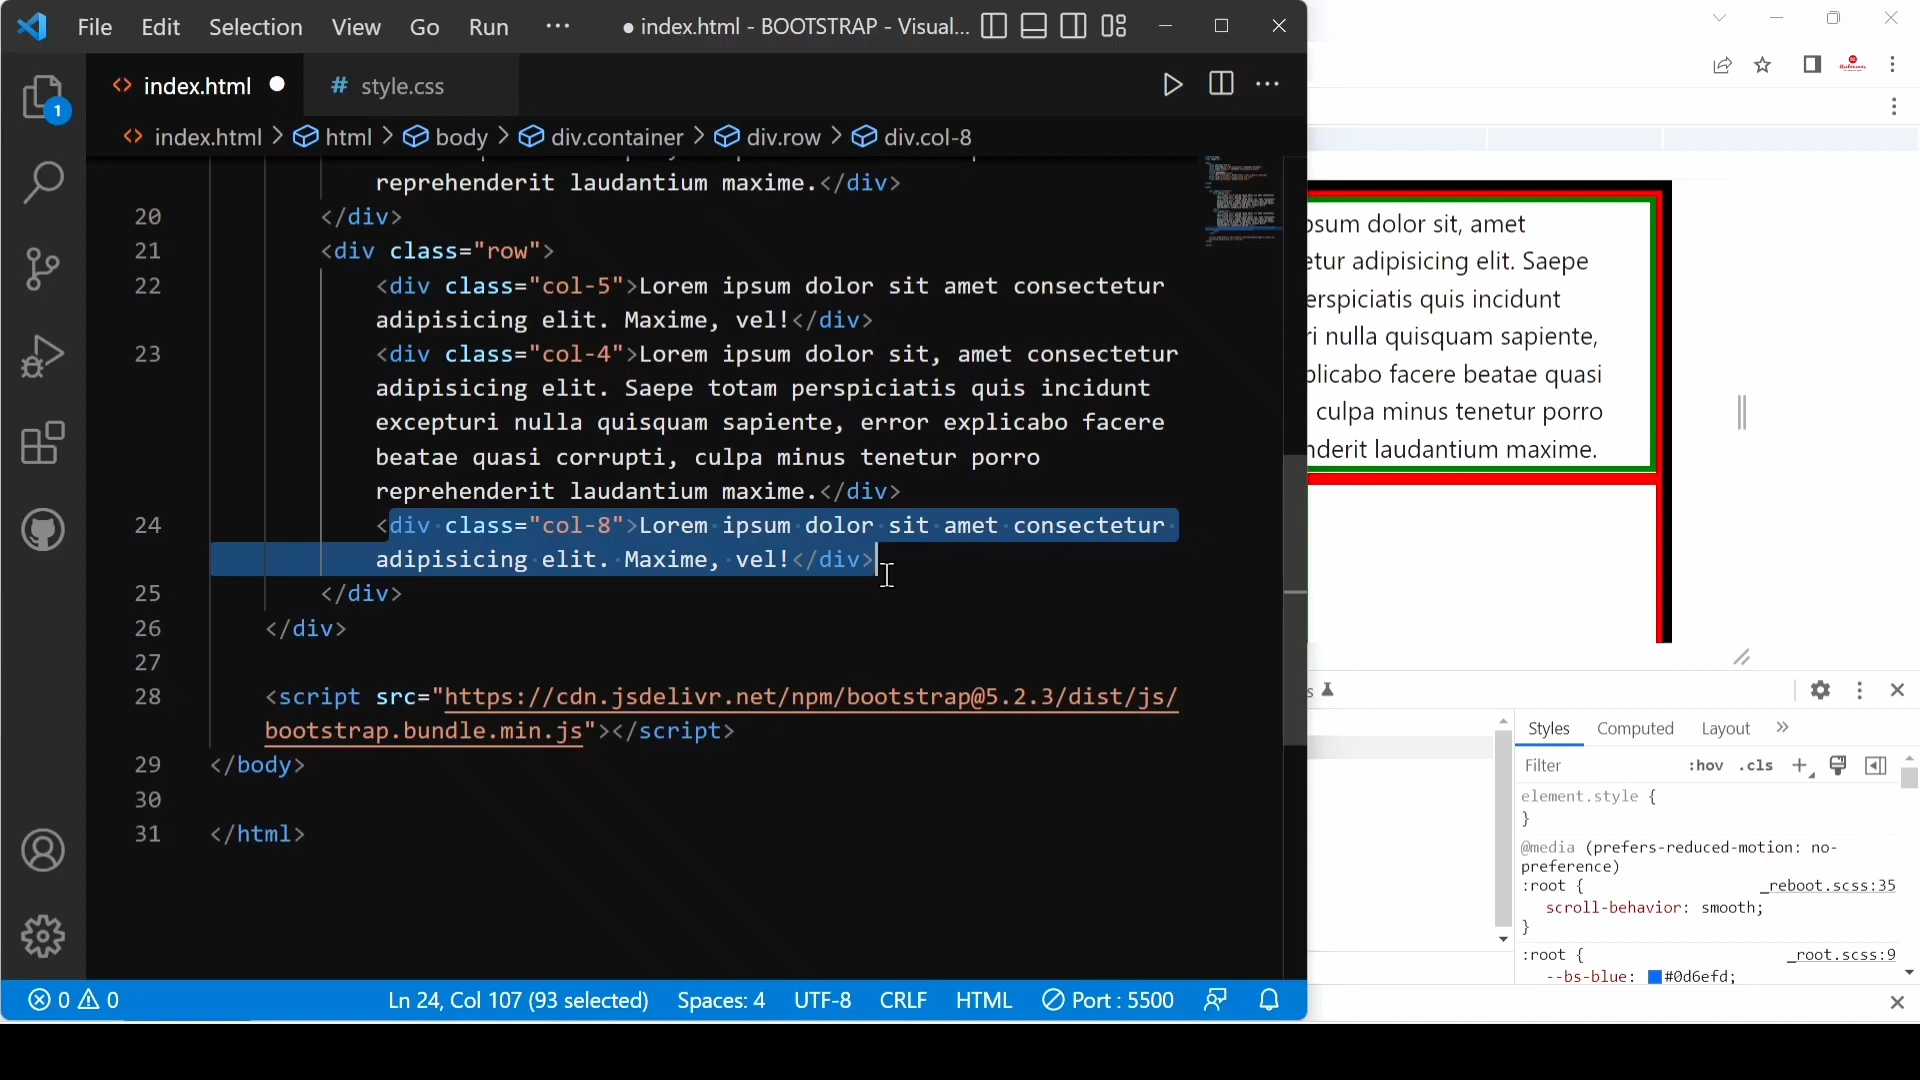 File Edit Selection View Go Run ··· ● index.html - BOOTSTRAP - Visual...
<> index.html ● # style.css
<> index.html > html > body > div.container > div.row > div.col-8
reprehenderit laudantium maxime.</div>
20 </div>
21 <div class="row">
22 <div class="col-5">Lorem ipsum dolor sit amet consectetur
adipisicing elit. Maxime, vel!</div>
23 <div class="col-4">Lorem ipsum dolor sit, amet consectetur
adipisicing elit. Saepe totam perspiciatis quis incidunt
excepturi nulla quisquam sapiente, error explicabo facere
beatae quasi corrupti, culpa minus tenetur porro
reprehenderit laudantium maxime.</div>
24 <div class="col-8">Lorem ipsum dolor sit amet consectetur
adipisicing elit. Maxime, vel!</div>
25 </div>
26 </div>
27
28 <script src="https://cdn.jsdelivr.net/npm/bootstrap@5.2.3/dist/js/
bootstrap.bundle.min.js"></script>
29 </body>
30
31 </html>
1
0 0 Ln 24, Col 107 (93 selected) Spaces: 4 UTF-8 CRLF HTML Port : 5500
psum dolor sit, amet
etur adipisicing elit. Saepe
erspiciatis quis incidunt
ri nulla quisquam sapiente,
plicabo facere beatae quasi
culpa minus tenetur porro
nderit laudantium maxime.
s
Styles Computed Layout »
Filter :hov .cls +
element.style {
}
@media (prefers-reduced-motion: no-
preference)
:root { _reboot.scss:35
scroll-behavior: smooth;
}
:root { _root.scss:9
--bs-blue: #0d6efd;